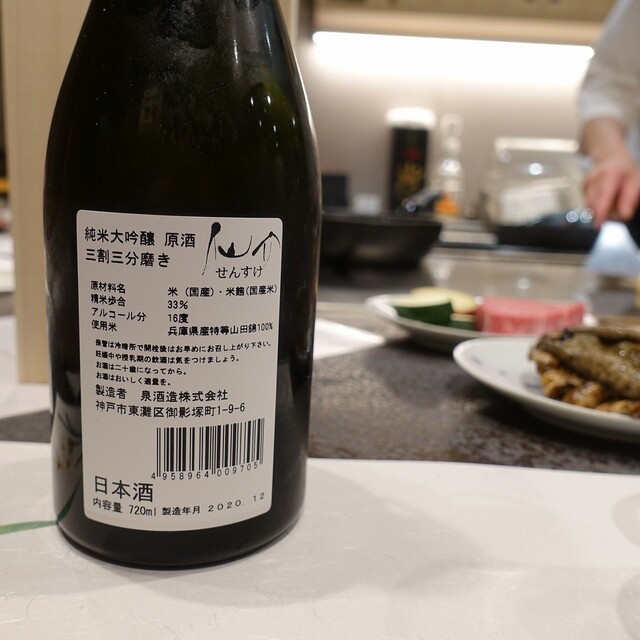 純米大吟醸 原酒
三割三分磨き
仙介
せんすけ
原材料名 米(国産)・米麹(国産米)
精米歩合 33%
アルコール分 16度
使用米 兵庫県産特等山田錦100%
保管は冷暗所で開栓後はお早めにお召し上がり下さい。
妊娠中や授乳期の飲酒は気をつけましょう。
お酒は二十歳になってから。
お酒はおいしく適量を。
製造者 泉酒造株式会社
神戸市東灘区御影塚町1-9-6
4958964009705
日本酒
内容量 720ml 製造年月 2020.12